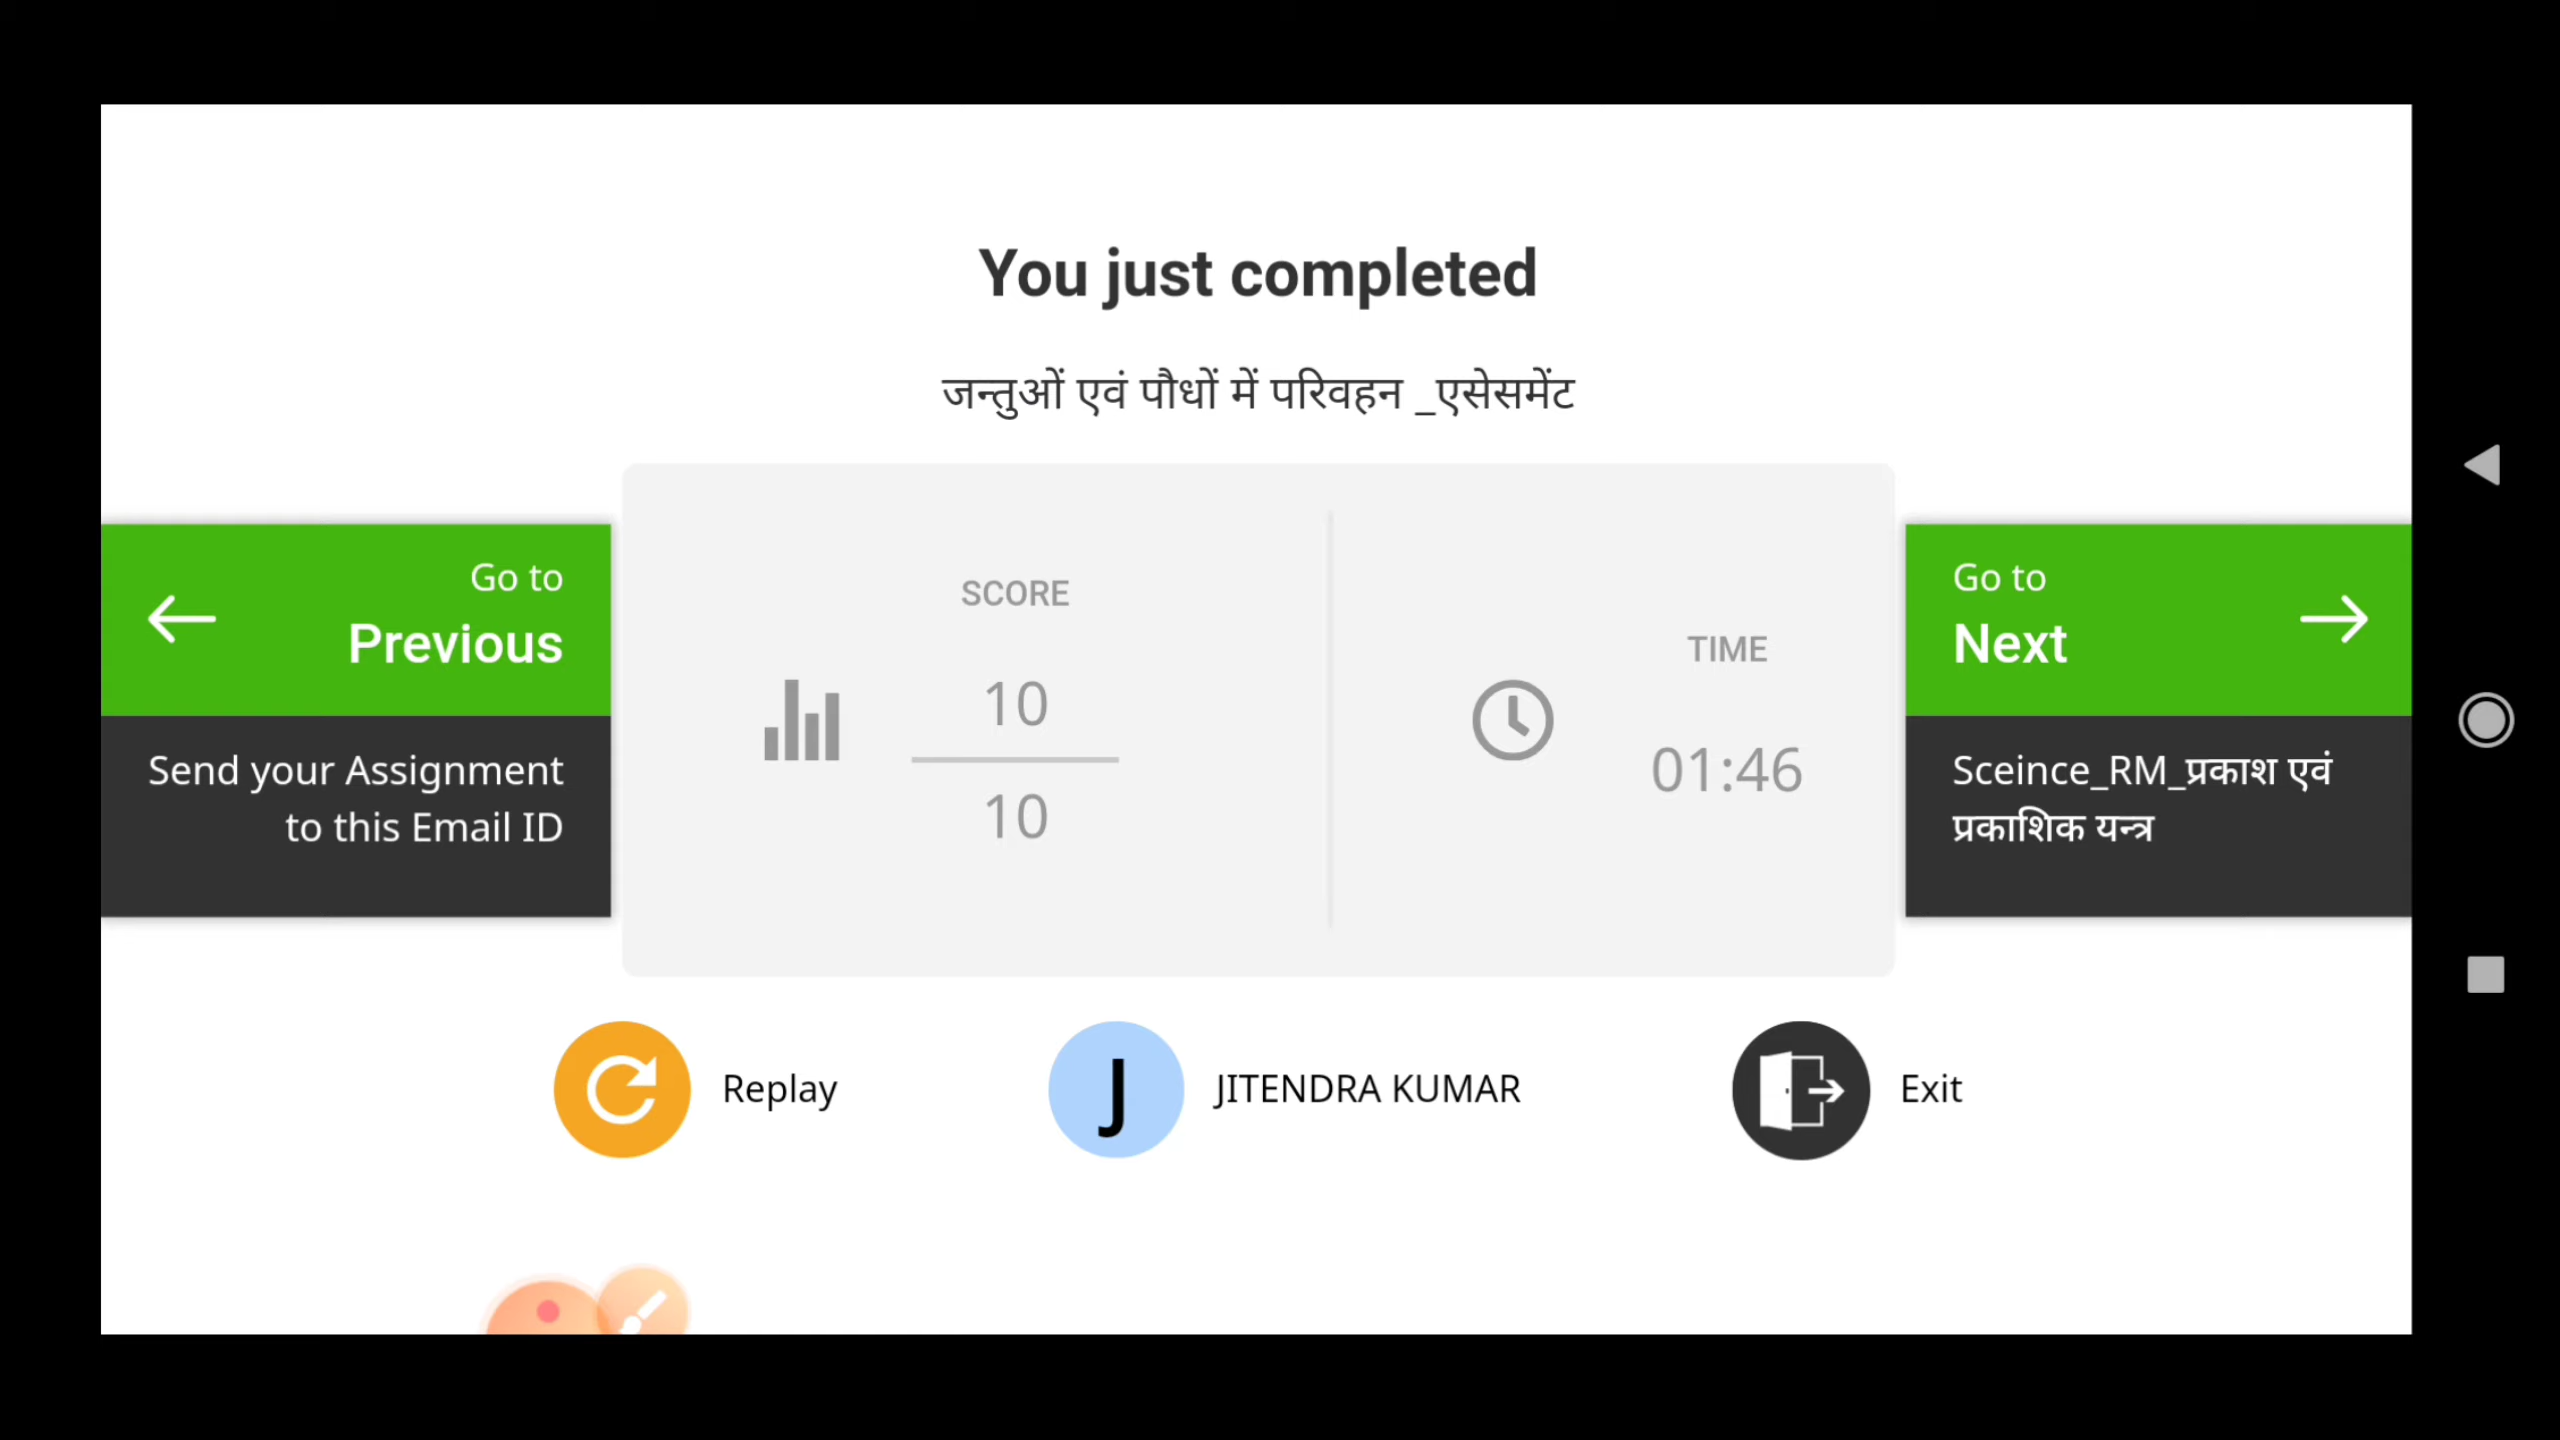 You just completed
जन्तुओं एवं पौधों में परिवहन _एसेसमेंट
Go to
Previous
Send your Assignment
to this Email ID
SCORE
10
10
TIME
01:46
Go to
Next
Sceince_RM_प्रकाश एवं
प्रकाशिक यन्त्र
Replay
J
JITENDRA KUMAR
Exit